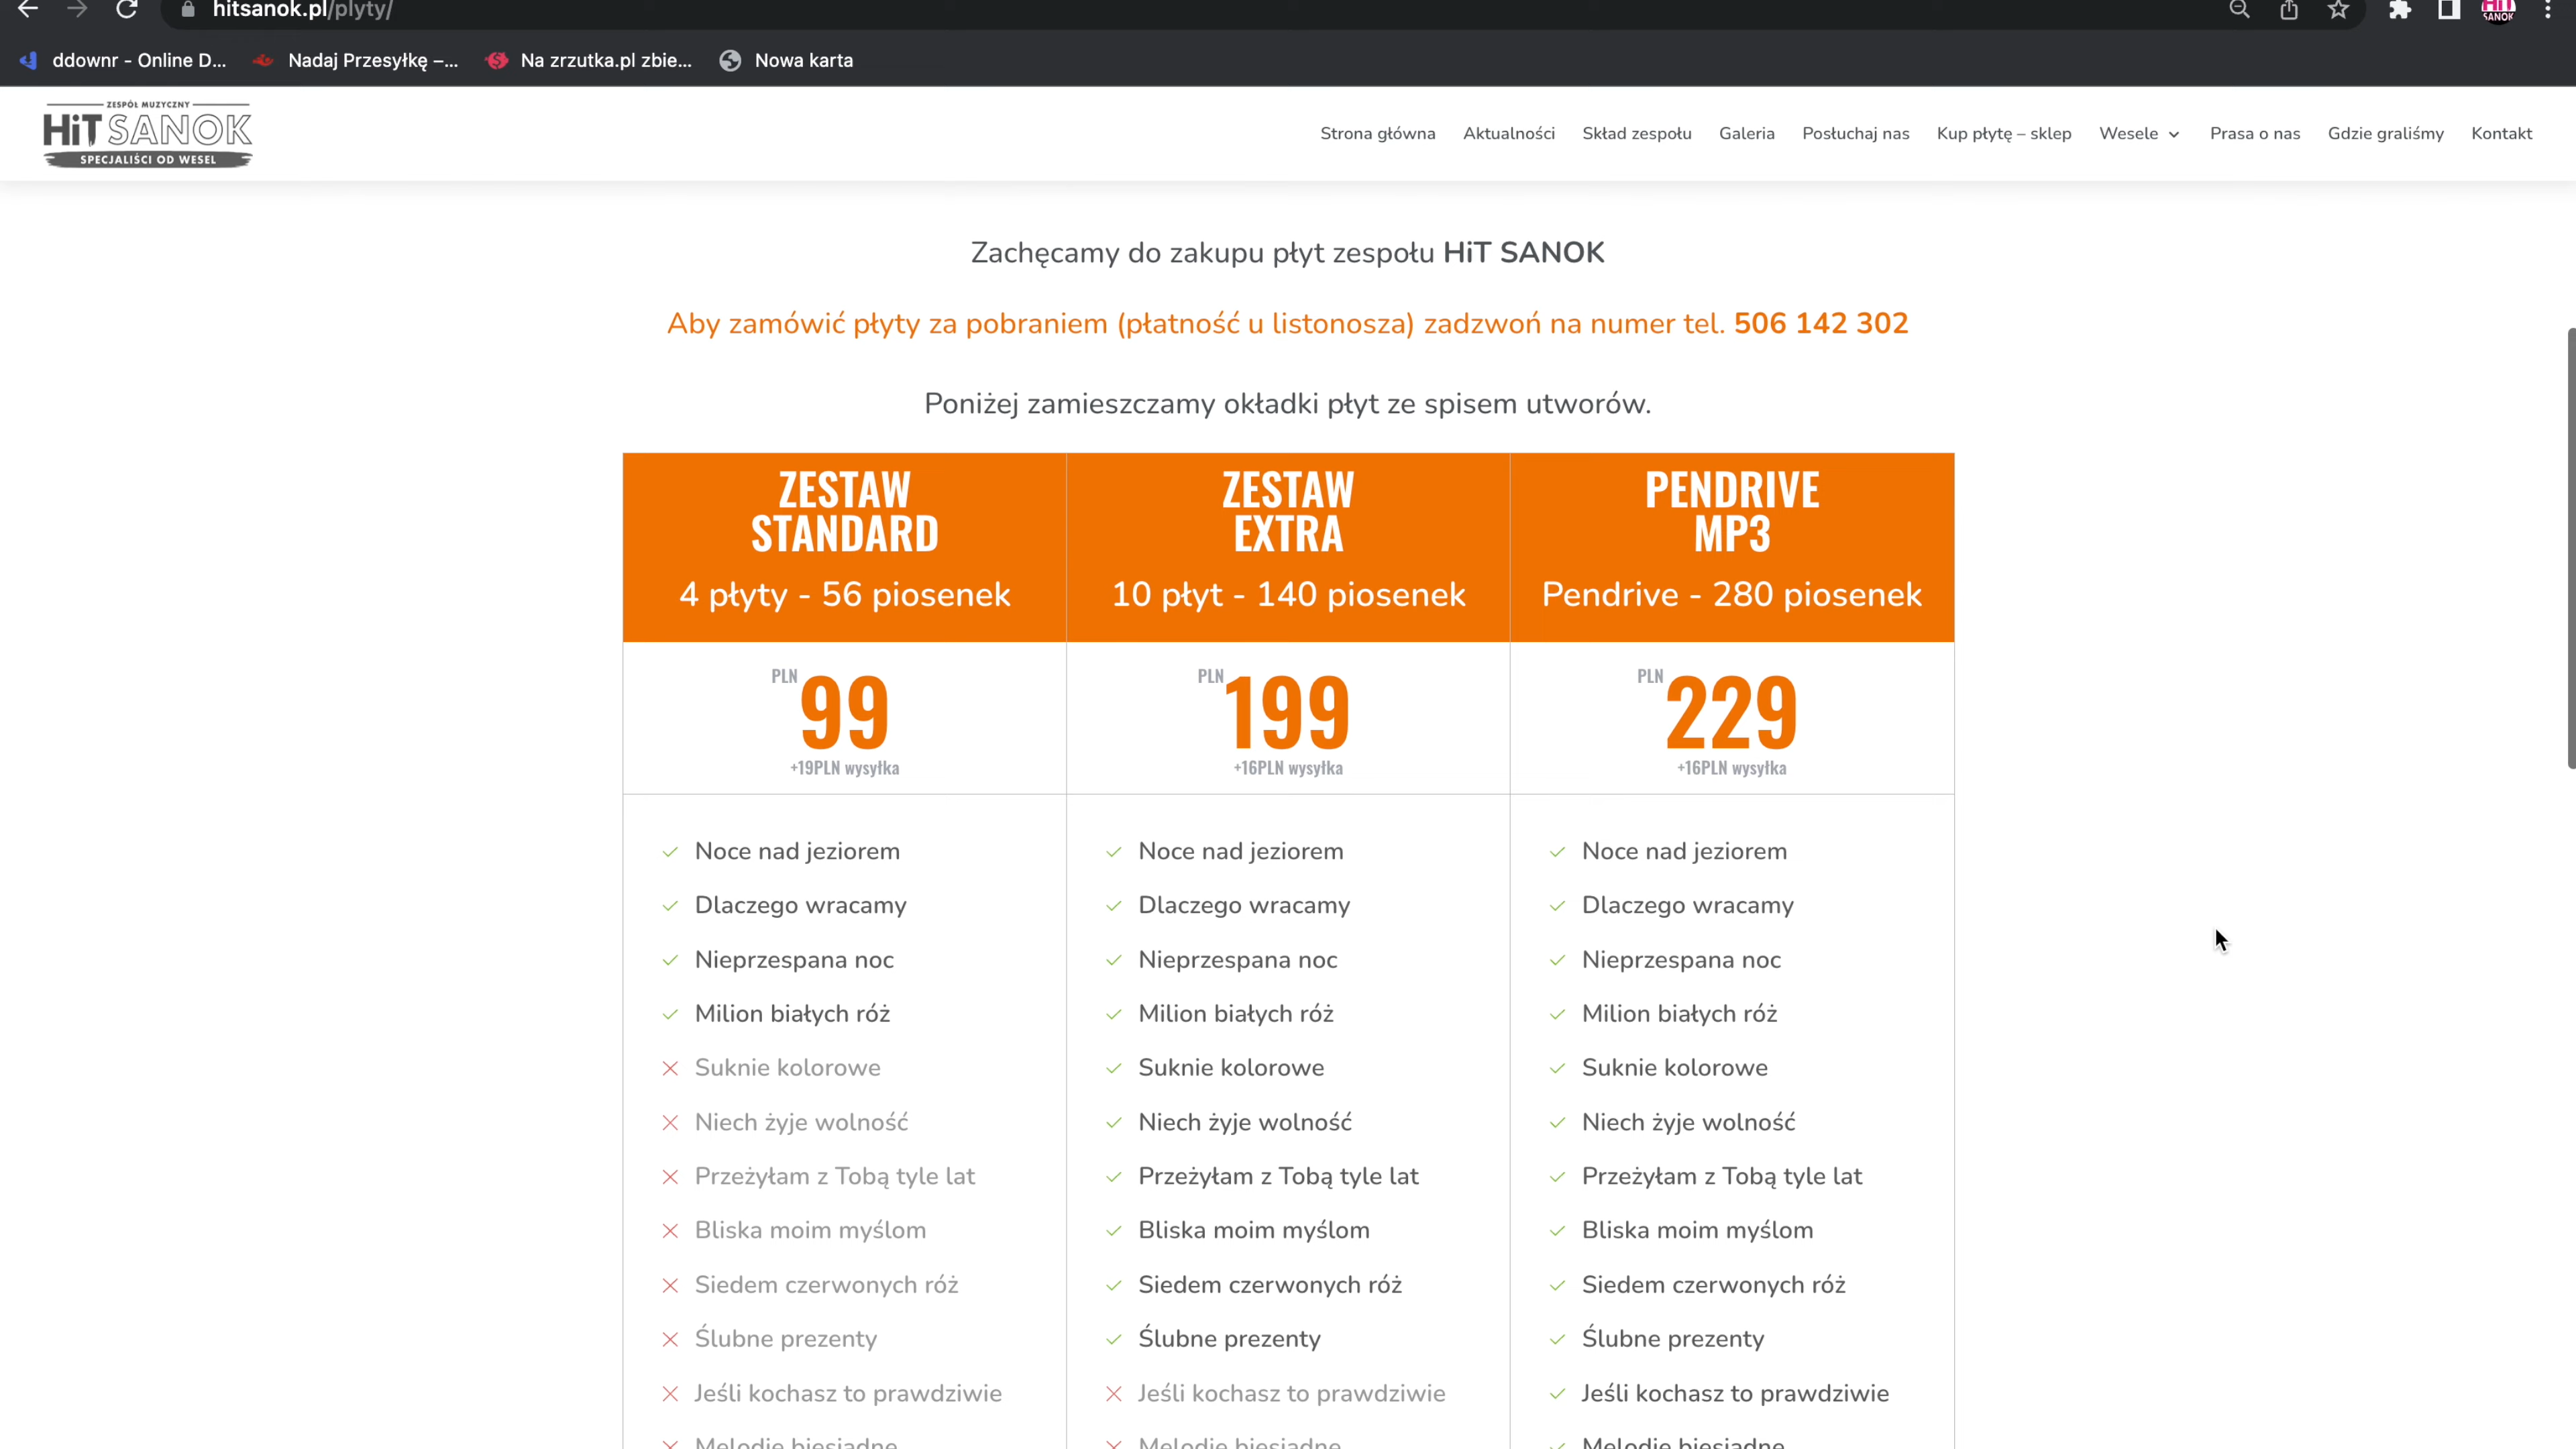 hitsanok.pl/plyty/
HiT
SANOK
ddownr - Online D...
Nadaj Przesyłkę –...
Na zrzutka.pl zbie...
Nowa karta
ZESPÓŁ MUZYCZNY
HiT SANOK
SPECJALIŚCI OD WESEL
Strona główna
Aktualności
Skład zespołu
Galeria
Posłuchaj nas
Kup płytę – sklep
Wesele
Prasa o nas
Gdzie graliśmy
Kontakt
Zachęcamy do zakupu płyt zespołu HiT SANOK
Aby zamówić płyty za pobraniem (płatność u listonosza) zadzwoń na numer tel. 506 142 302
Poniżej zamieszczamy okładki płyt ze spisem utworów.
ZESTAW
STANDARD
4 płyty - 56 piosenek
PLN 99
+19PLN wysyłka
Noce nad jeziorem
Dlaczego wracamy
Nieprzespana noc
Milion białych róż
Suknie kolorowe
Niech żyje wolność
Przeżyłam z Tobą tyle lat
Bliska moim myślom
Siedem czerwonych róż
Ślubne prezenty
Jeśli kochasz to prawdziwie
Melodie biesiadne
ZESTAW
EXTRA
10 płyt - 140 piosenek
PLN 199
+16PLN wysyłka
Noce nad jeziorem
Dlaczego wracamy
Nieprzespana noc
Milion białych róż
Suknie kolorowe
Niech żyje wolność
Przeżyłam z Tobą tyle lat
Bliska moim myślom
Siedem czerwonych róż
Ślubne prezenty
Jeśli kochasz to prawdziwie
Melodie biesiadne
PENDRIVE
MP3
Pendrive - 280 piosenek
PLN 229
+16PLN wysyłka
Noce nad jeziorem
Dlaczego wracamy
Nieprzespana noc
Milion białych róż
Suknie kolorowe
Niech żyje wolność
Przeżyłam z Tobą tyle lat
Bliska moim myślom
Siedem czerwonych róż
Ślubne prezenty
Jeśli kochasz to prawdziwie
Melodie biesiadne